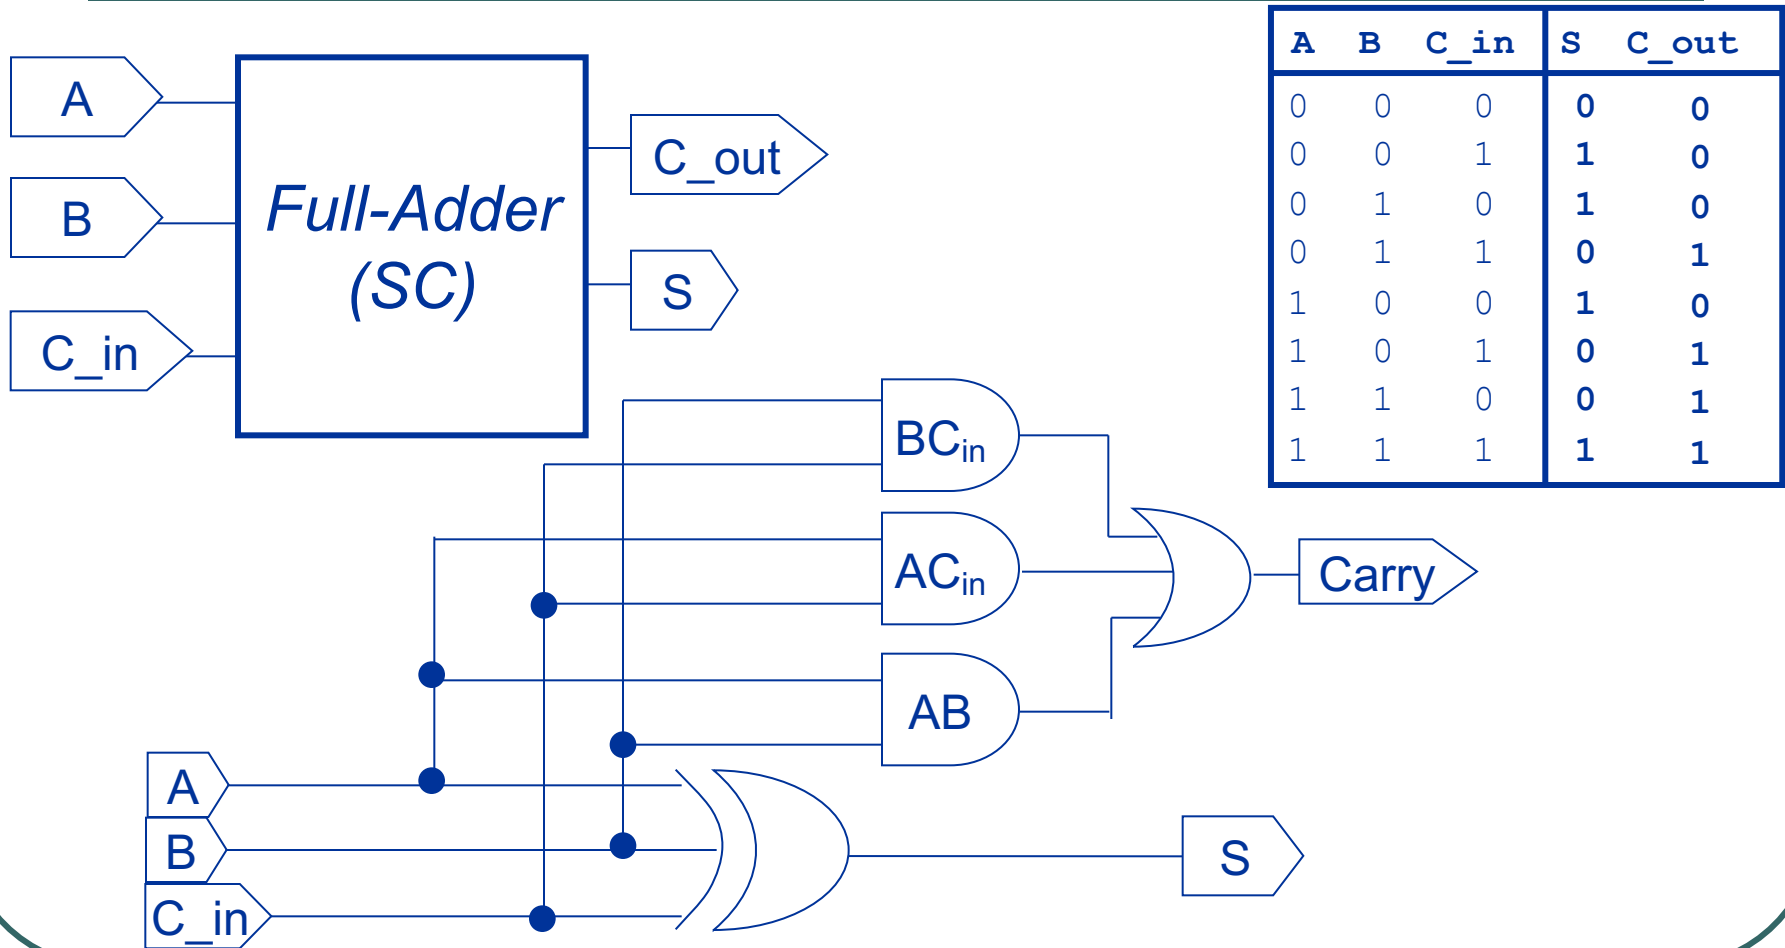 A
B
C_in
Full-Adder
(SC)
C_out
S
A B C_in S C_out
0 0 0 0 0
0 0 1 1 0
0 1 0 1 0
0 1 1 0 1
1 0 0 1 0
1 0 1 0 1
1 1 0 0 1
1 1 1 1 1
BCin
ACin
AB
Carry
A
B
C_in
S